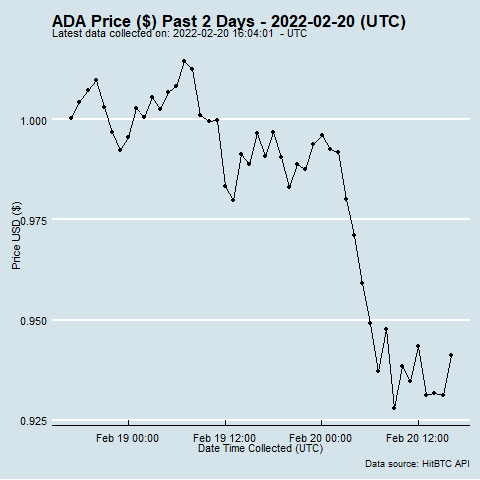 ADA Price ($) Past 2 Days - 2022-02-20 (UTC)
Latest data collected on: 2022-02-20 16:04:01 - UTC
1.000
0.975
0.950
0.925
Price USD ($)
Feb 19 00:00 Feb 19 12:00 Feb 20 00:00 Feb 20 12:00
Date Time Collected (UTC)
Data source: HitBTC API